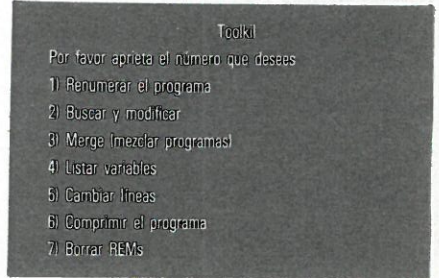 Toolkil
Por favor aprieta el número que desees
1) Renumerar el programa
2) Buscar y modificar
3) Merge (mezclar programas)
4) Listar variables
5) Cambiar líneas
6) Comprimir el programa
7) Borrar REMs